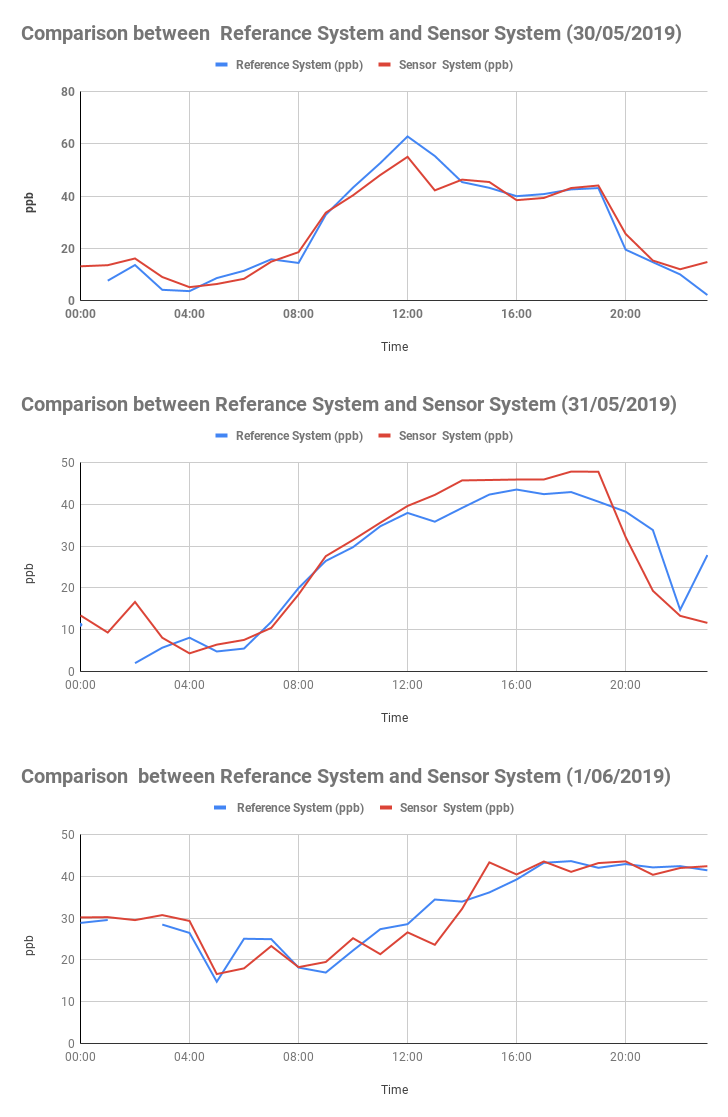 Comparison between  Referance System and Sensor System (30/05/2019)
Reference System (ppb) Sensor  System (ppb)
80
60
40
20
0
ppb
00:00 04:00 08:00 12:00 16:00 20:00
Time
Comparison between Referance System and Sensor System (31/05/2019)
Reference System (ppb) Sensor  System (ppb)
50
40
30
20
10
0
ppb
00:00 04:00 08:00 12:00 16:00 20:00
Time
Comparison  between Referance System and Sensor System (1/06/2019)
Reference System (ppb) Sensor  System (ppb)
50
40
30
20
10
0
ppb
00:00 04:00 08:00 12:00 16:00 20:00
Time